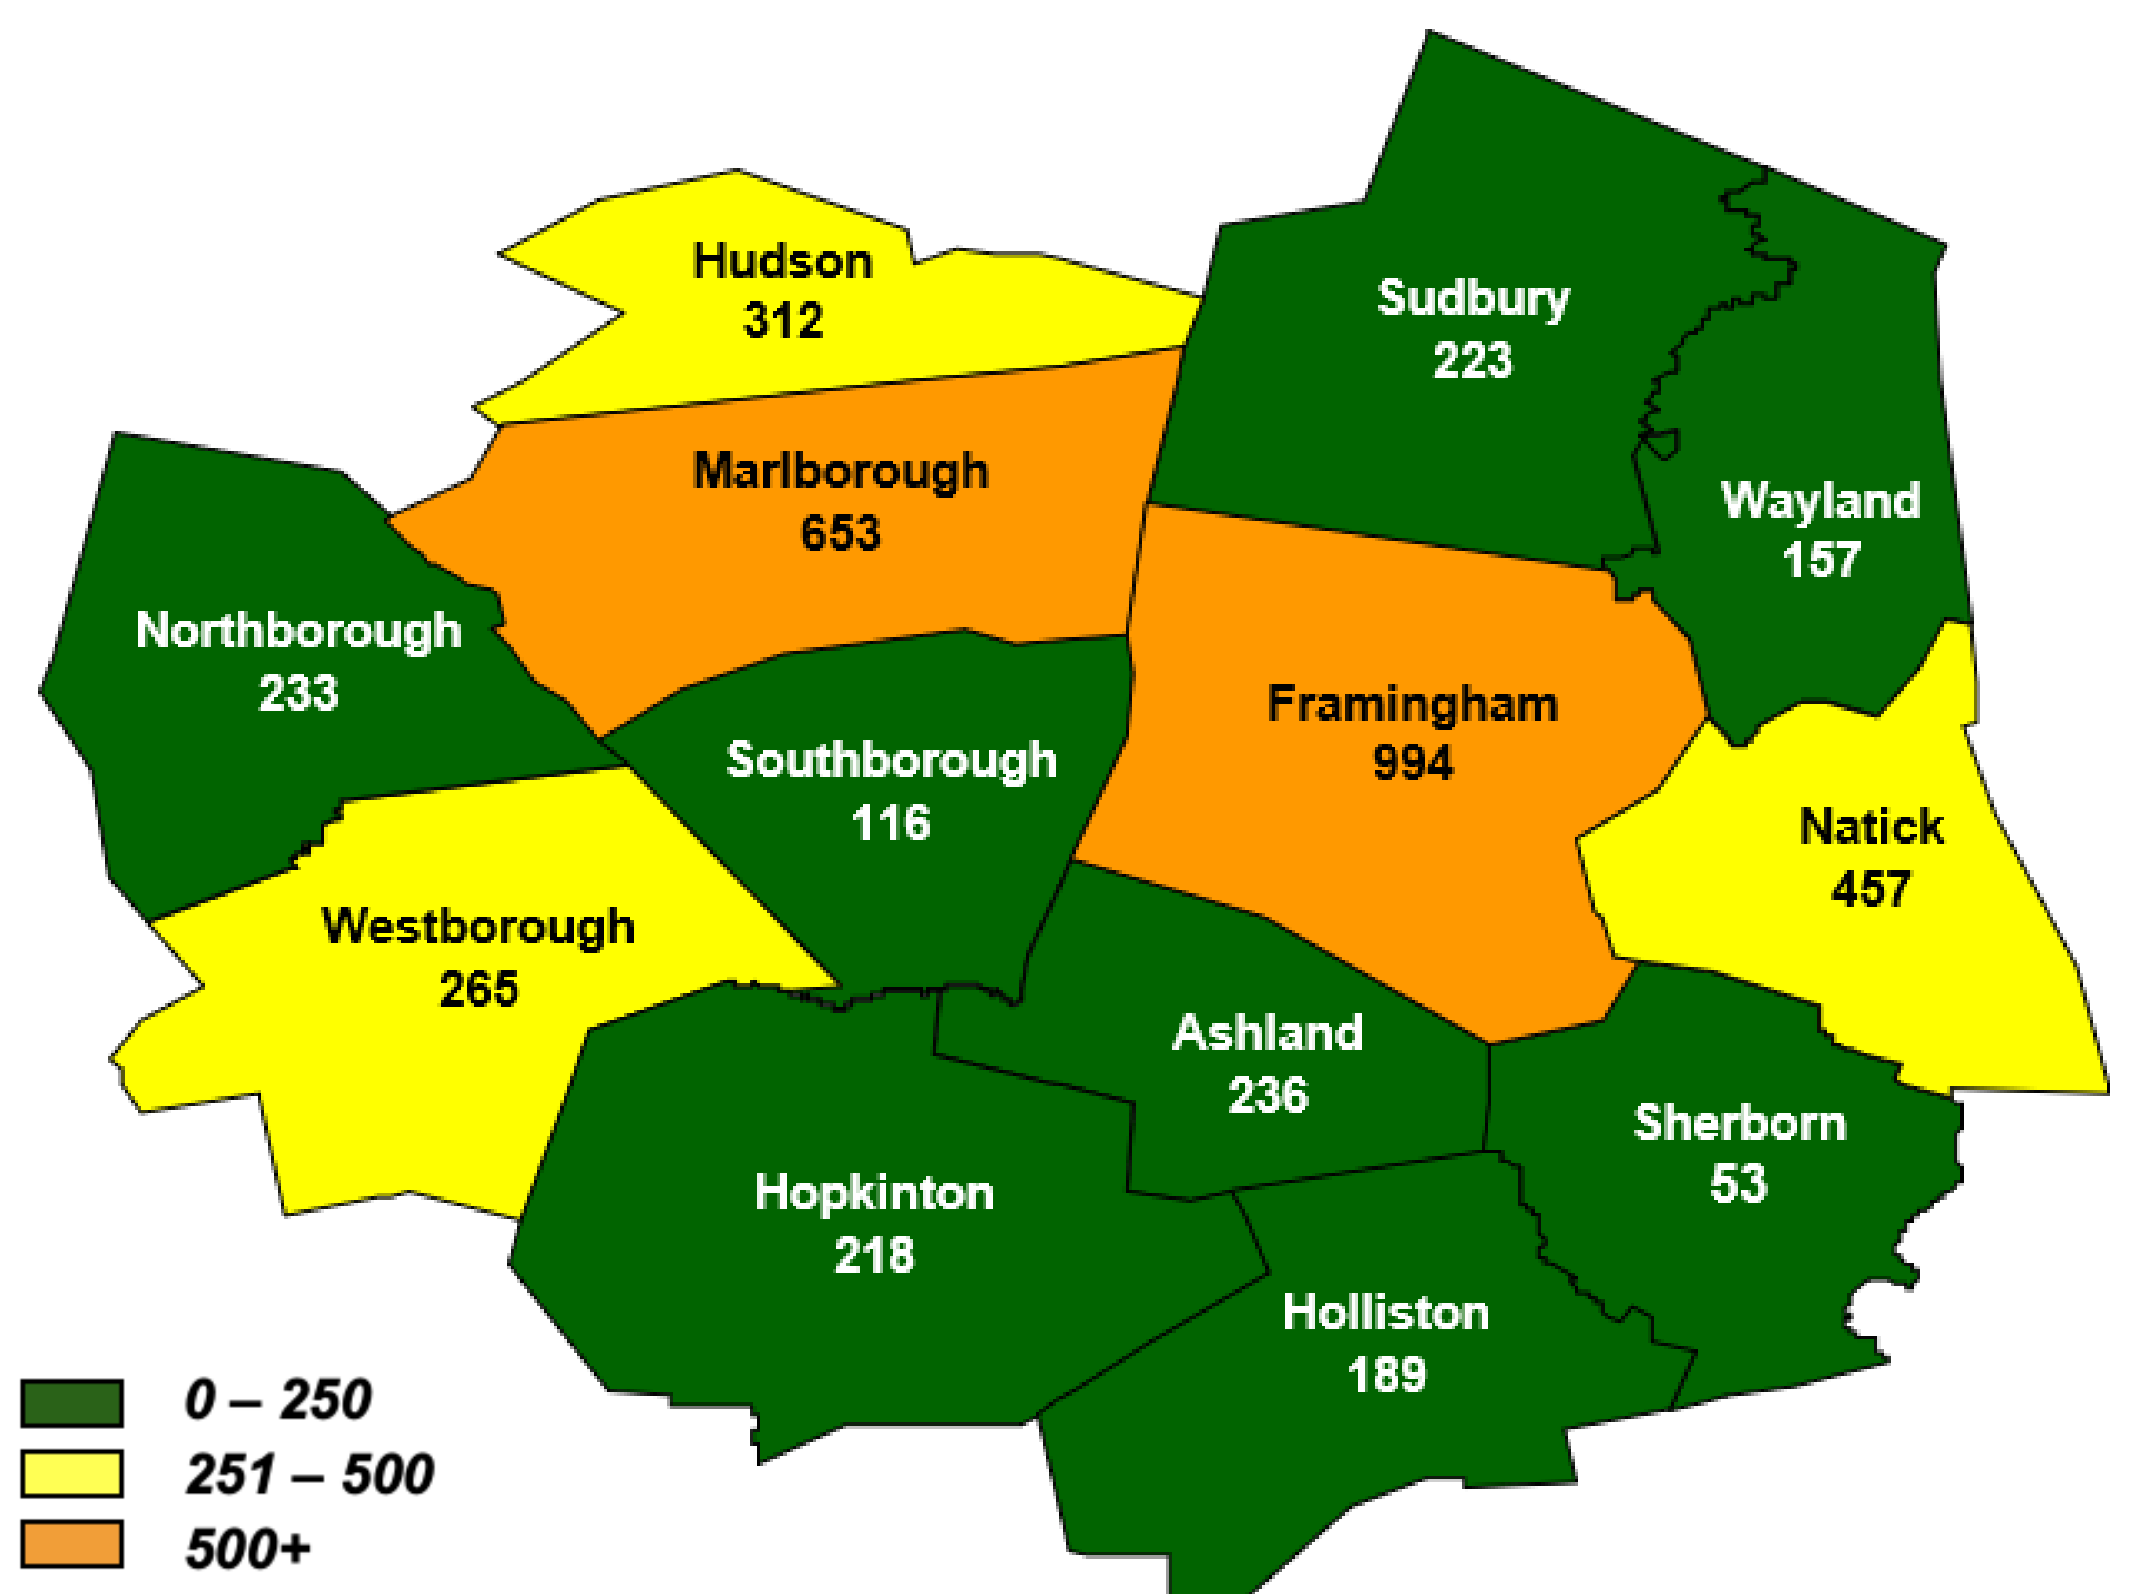 Hudson
312
Sudbury
223
Marlborough
653
Wayland
157
Northborough
233
Southborough
116
Framingham
994
Natick
457
Westborough
265
Ashland
236
Sherborn
53
Hopkinton
218
Holliston
189
0 – 250
251 – 500
500+